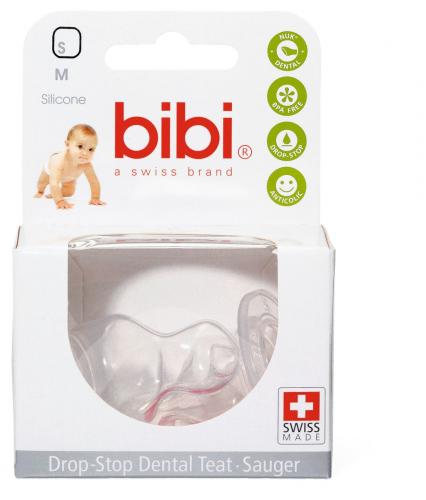 S
M
Silicone
bibi®
a swiss brand
NUK®
DENTAL
BPA FREE
DROP-STOP
ANTICOLIC
SWISS
MADE
Drop-Stop Dental Teat · Sauger